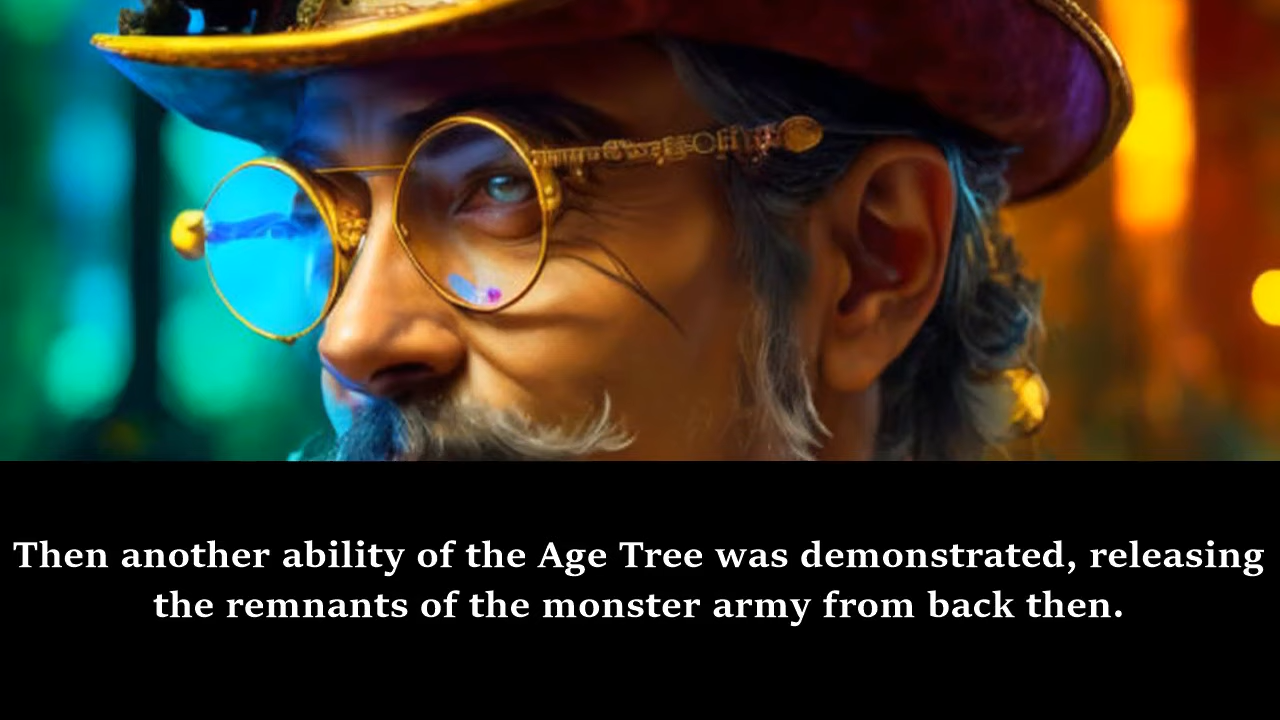 Then another ability of the Age Tree was demonstrated, releasing
the remnants of the monster army from back then.